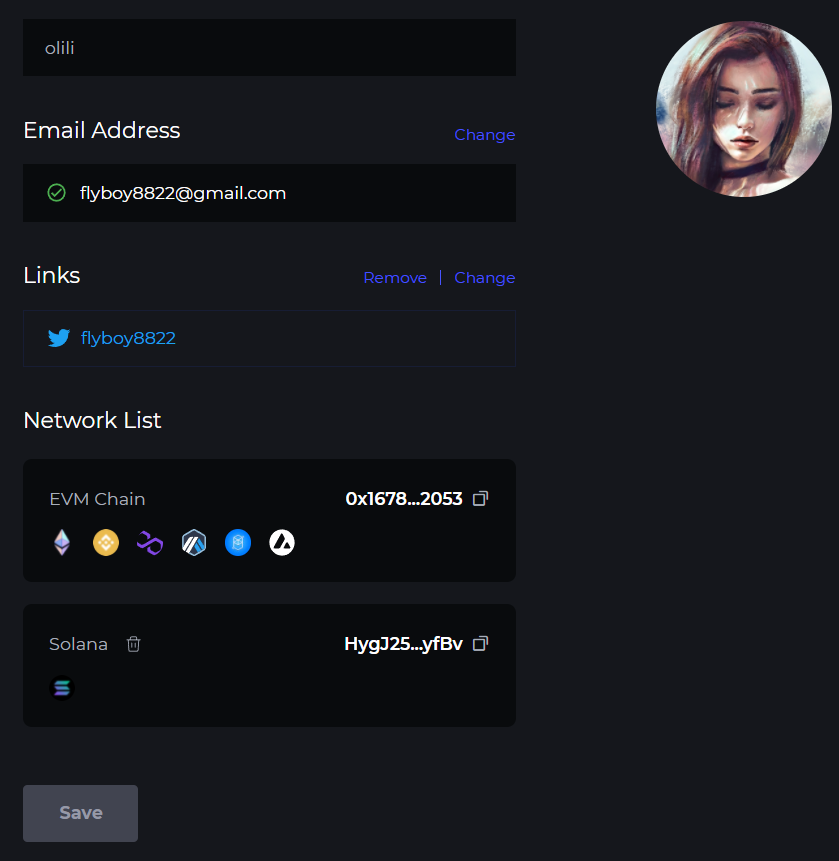 olili
Email Address Change
flyboy8822@gmail.com
Links Remove | Change
flyboy8822
Network List
EVM Chain 0x1678...2053
Solana HygJ25...yfBv
Save